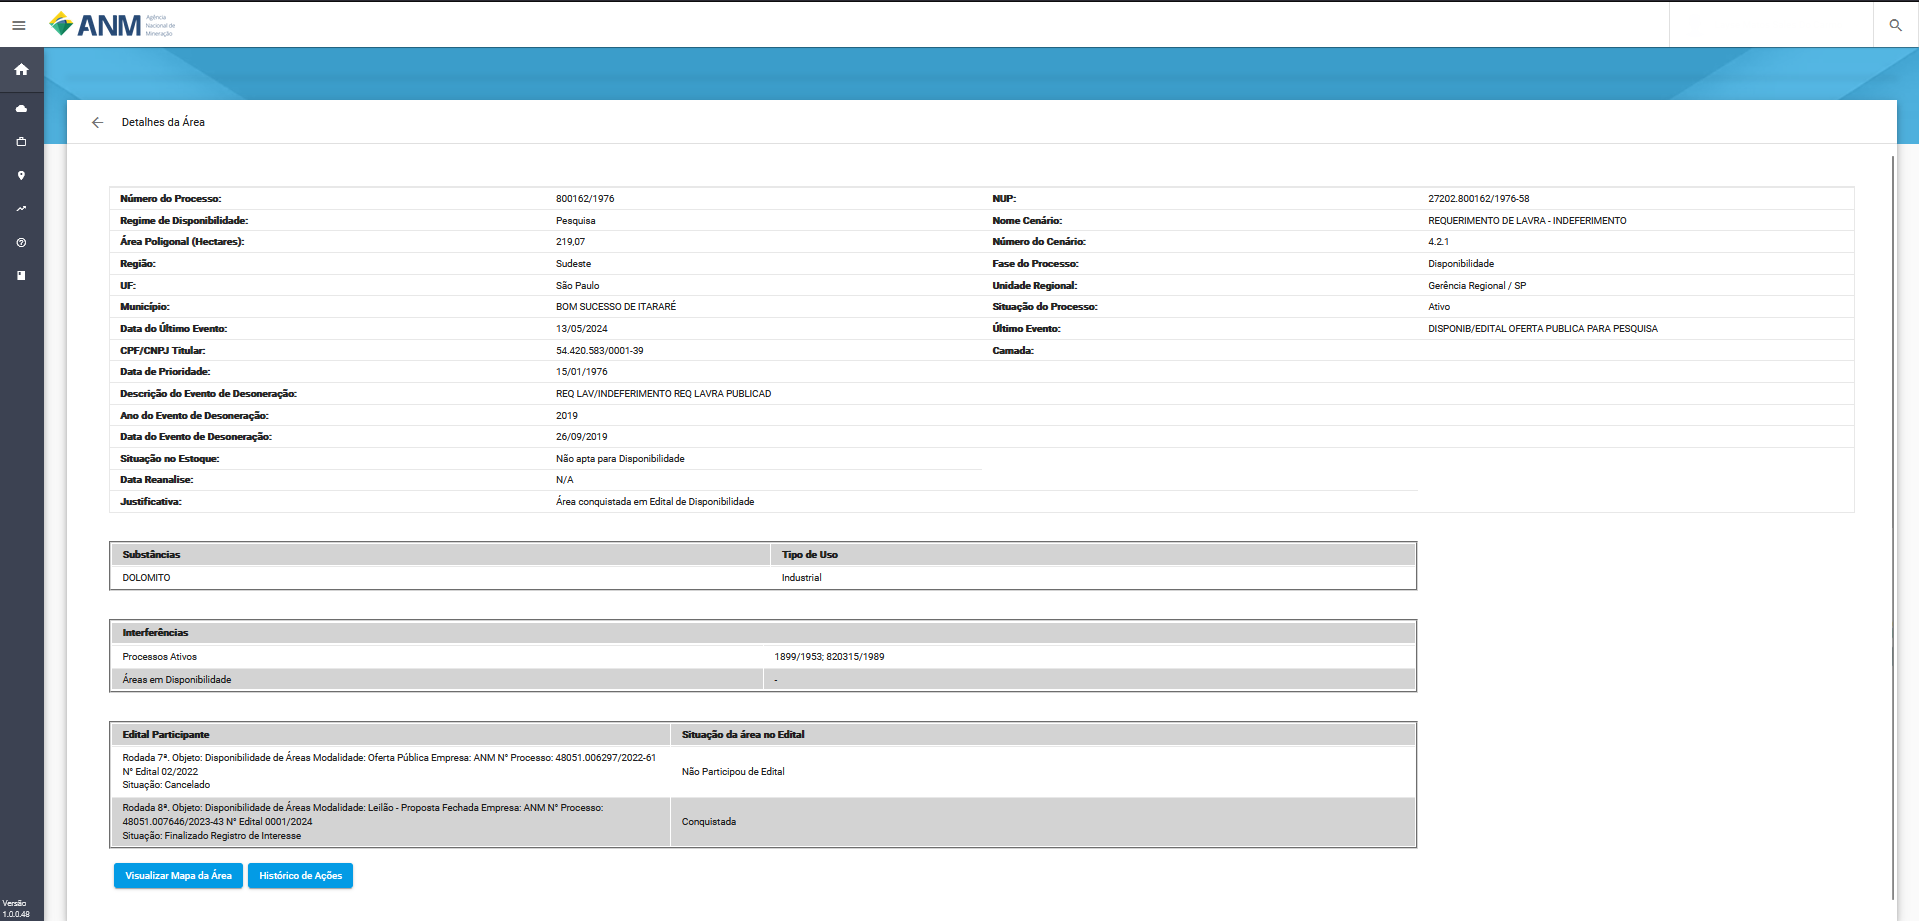 ANM
Agência
Nacional de
Mineração
Detalhes da Área
Número do Processo: 800162/1976 NUP: 27202.800162/1976-58
Regime de Disponibilidade: Pesquisa Nome Cenário: REQUERIMENTO DE LAVRA - INDEFERIMENTO
Área Poligonal (Hectares): 219,07 Número do Cenário: 4.2.1
Região: Sudeste Fase do Processo: Disponibilidade
UF: São Paulo Unidade Regional: Gerência Regional / SP
Município: BOM SUCESSO DE ITARARÉ Situação do Processo: Ativo
Data do Último Evento: 13/05/2024 Último Evento: DISPONIB/EDITAL OFERTA PUBLICA PARA PESQUISA
CPF/CNPJ Titular: 54.420.583/0001-39 Camada:
Data de Prioridade: 15/01/1976
Descrição do Evento de Desoneração: REQ LAV/INDEFERIMENTO REQ LAVRA PUBLICAD
Ano do Evento de Desoneração: 2019
Data do Evento de Desoneração: 26/09/2019
Situação no Estoque: Não apta para Disponibilidade
Data Reanalise: N/A
Justificativa: Área conquistada em Edital de Disponibilidade
Substâncias Tipo de Uso
DOLOMITO Industrial
Interferências
Processos Ativos 1899/1953; 820315/1989
Áreas em Disponibilidade -
Edital Participante Situação da área no Edital
Rodada 7ª. Objeto: Disponibilidade de Áreas Modalidade: Oferta Pública Empresa: ANM N° Processo: 48051.006297/2022-61
N° Edital 02/2022
Situação: Cancelado
Não Participou de Edital
Rodada 8ª. Objeto: Disponibilidade de Áreas Modalidade: Leilão - Proposta Fechada Empresa: ANM N° Processo:
48051.007646/2023-43 N° Edital 0001/2024
Situação: Finalizado Registro de Interesse
Conquistada
Visualizar Mapa da Área Histórico de Ações
Versão
1.0.0.48